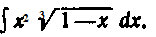 ∫ x² ∛(1—x) dx.